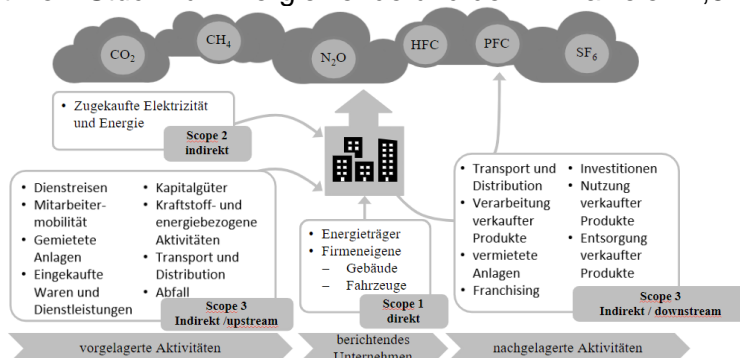 CO2
CH4
N2O
HFC
PFC
SF6
• Zugekaufte Elektrizität
und Energie
Scope 2
indirekt
• Dienstreisen
• Mitarbeiter-
mobilität
• Gemietete
Anlagen
• Eingekaufte
Waren und
Dienstleistungen
• Kapitalgüter
• Kraftstoff- und
energiebezogene
Aktivitäten
• Transport und
Distribution
• Abfall
Scope 3
Indirekt /upstream
• Energieträger
• Firmeneigene
– Gebäude
– Fahrzeuge
Scope 1
direkt
• Transport und
Distribution
• Verarbeitung
verkaufter
Produkte
• vermietete
Anlagen
• Franchising
• Investitionen
• Nutzung
verkaufter
Produkte
• Entsorgung
verkaufter
Produkte
Scope 3
Indirekt / downstream
vorgelagerte Aktivitäten
berichtendes
Unternehmen
nachgelagerte Aktivitäten